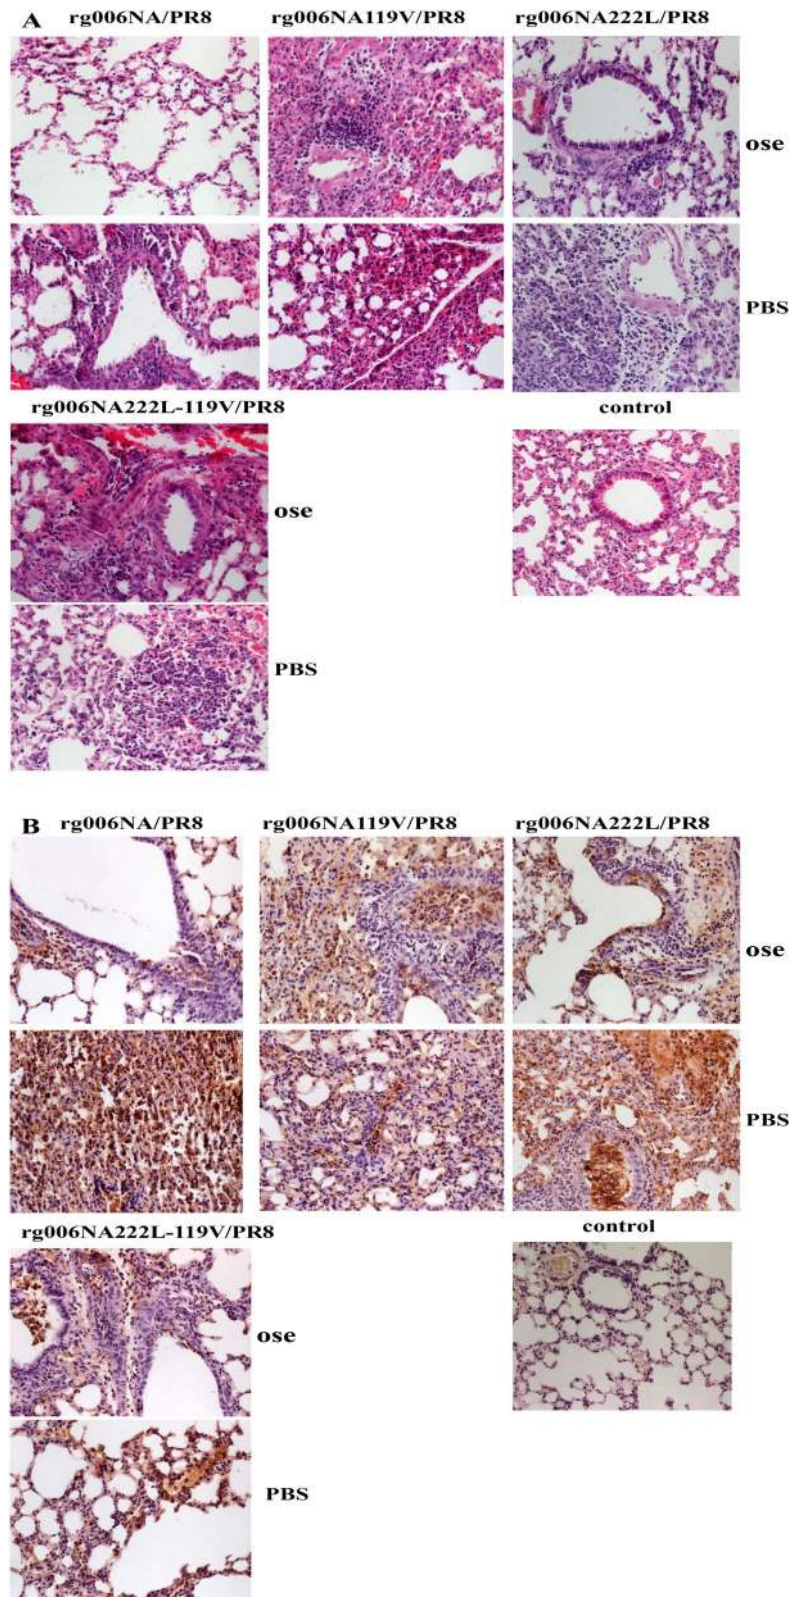 A rg006NA/PR8 rg006NA119V/PR8 rg006NA222L/PR8
ose
PBS
rg006NA222L-119V/PR8 control
ose
PBS
B rg006NA/PR8 rg006NA119V/PR8 rg006NA222L/PR8
ose
PBS
rg006NA222L-119V/PR8 control
ose
PBS